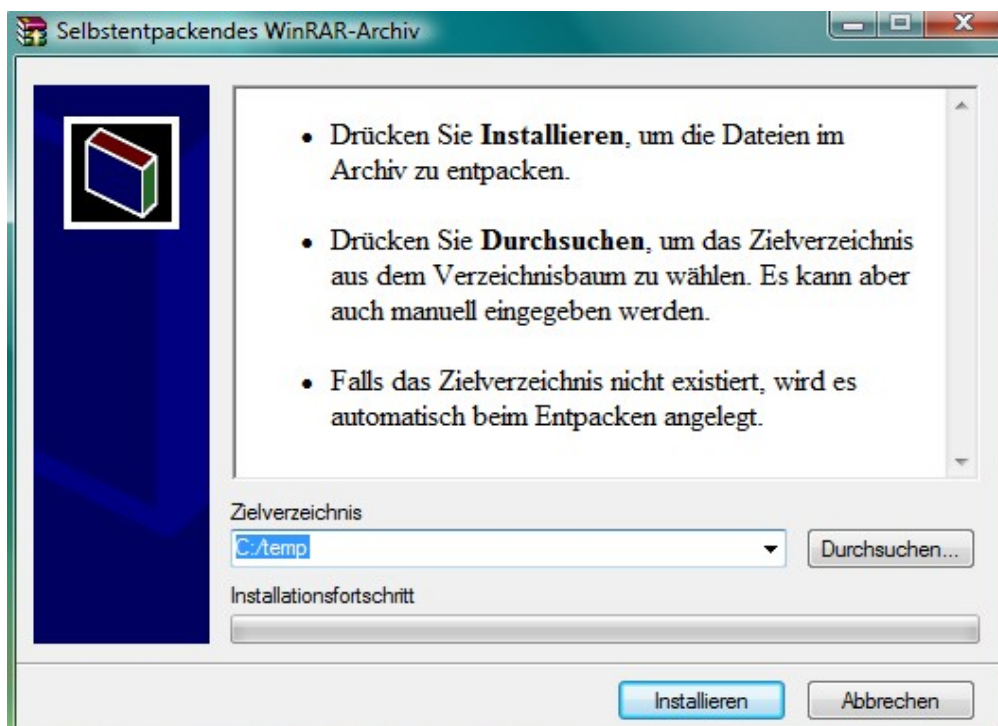 Selbstentpackendes WinRAR-Archiv
• Drücken Sie Installieren, um die Dateien im
Archiv zu entpacken.
• Drücken Sie Durchsuchen, um das Zielverzeichnis
aus dem Verzeichnisbaum zu wählen. Es kann aber
auch manuell eingegeben werden.
• Falls das Zielverzeichnis nicht existiert, wird es
automatisch beim Entpacken angelegt.
Zielverzeichnis
C:/temp
Durchsuchen...
Installationsfortschritt
Installieren
Abbrechen